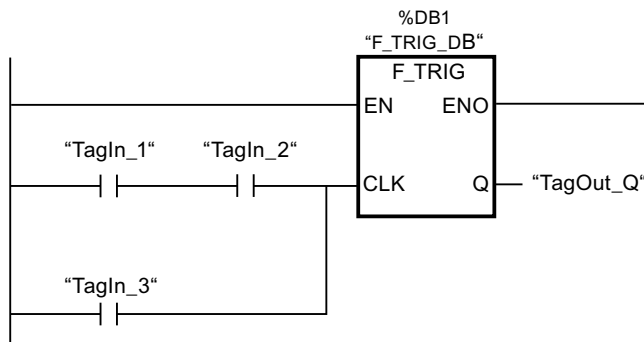 %DB1
“F_TRIG_DB“
F_TRIG
EN ENO
“TagIn_1“ “TagIn_2“
CLK Q “TagOut_Q“
“TagIn_3“